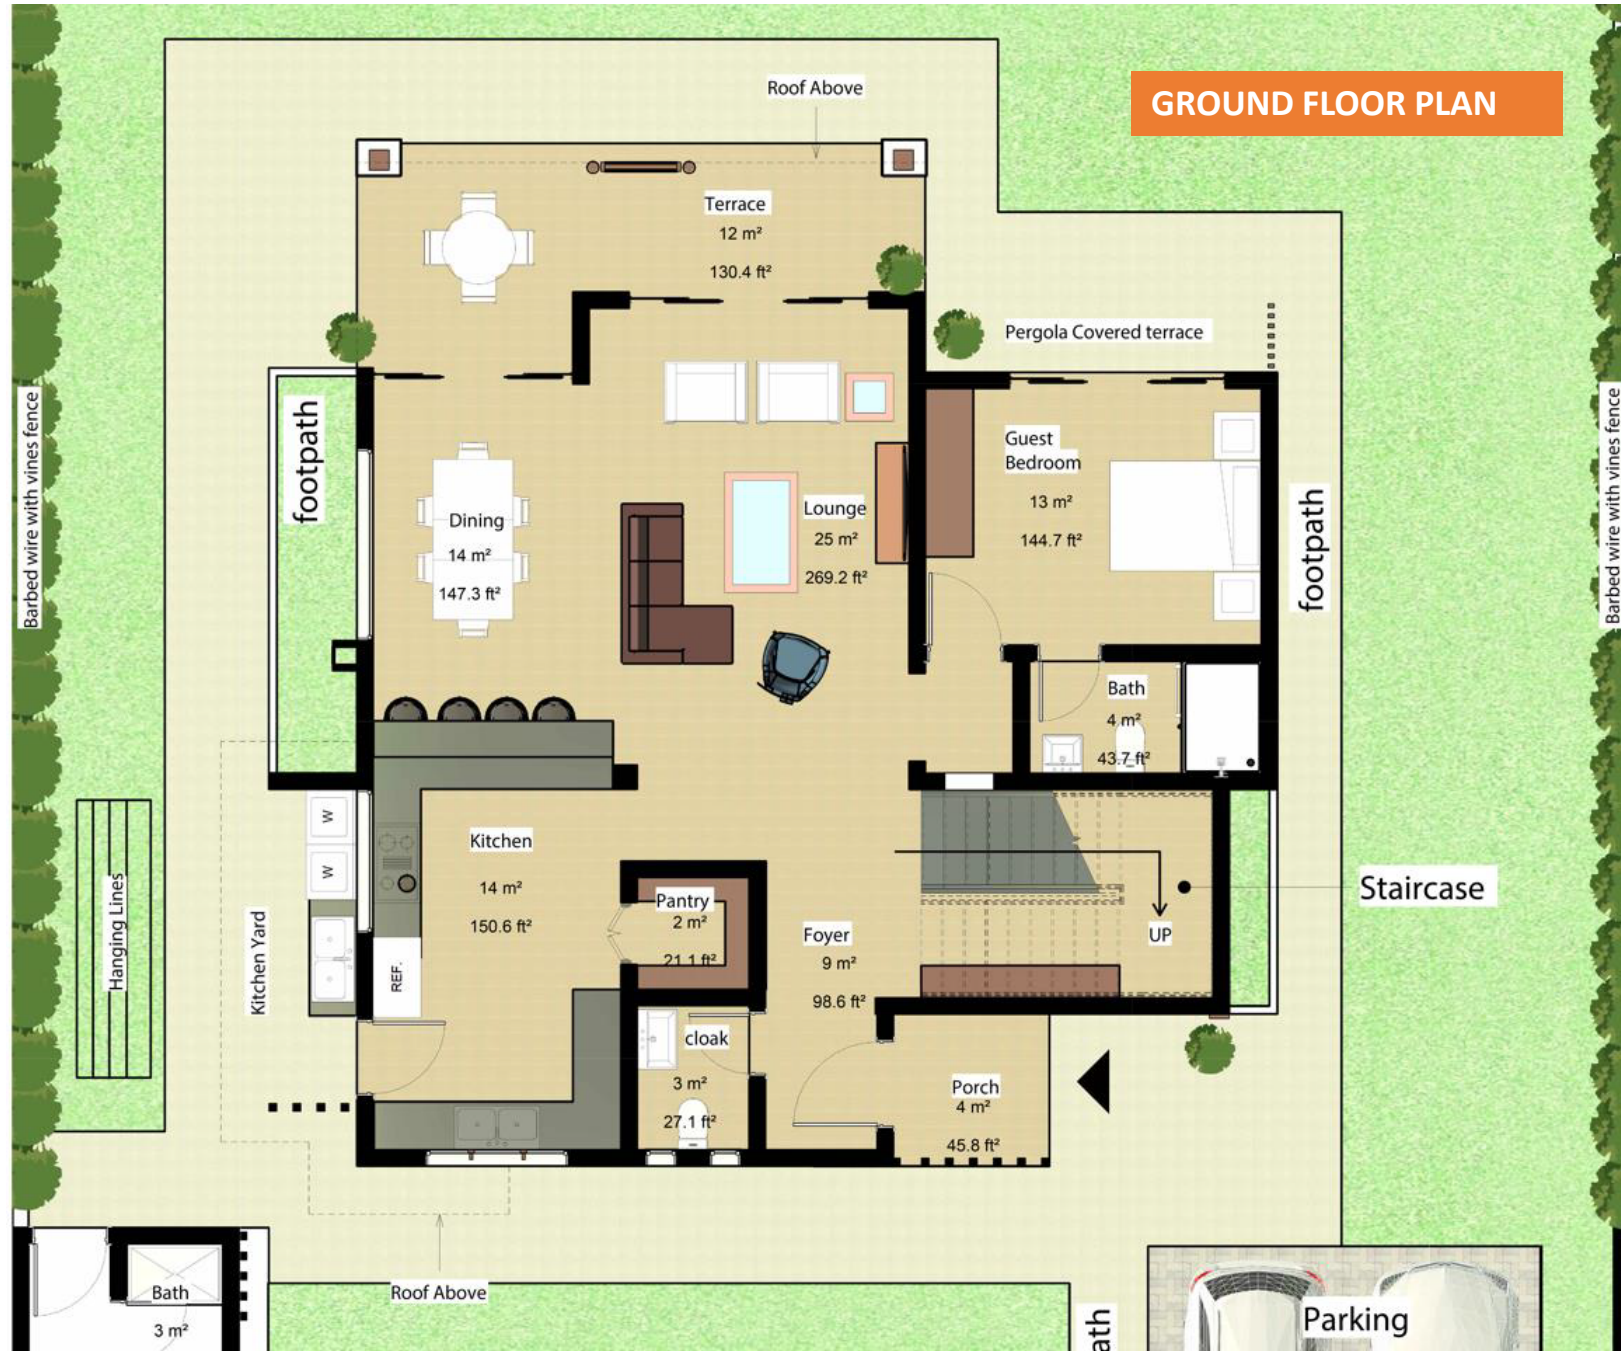 GROUND FLOOR PLAN
Roof Above
Terrace
12 m²
130.4 ft²
Pergola Covered terrace
Barbed wire with vines fence
footpath
Guest
Bedroom
13 m²
144.7 ft²
footpath
Barbed wire with vines fence
Dining
14 m²
147.3 ft²
Lounge
25 m²
269.2 ft²
Bath
4 m²
43.7 ft²
W
W
Kitchen
14 m²
150.6 ft²
Hanging Lines
Kitchen Yard
REF.
Pantry
2 m²
21.1 ft²
Foyer
9 m²
98.6 ft²
UP
Staircase
cloak
3 m²
27.1 ft²
Porch
4 m²
45.8 ft²
Roof Above
Bath
3 m²
ath
Parking